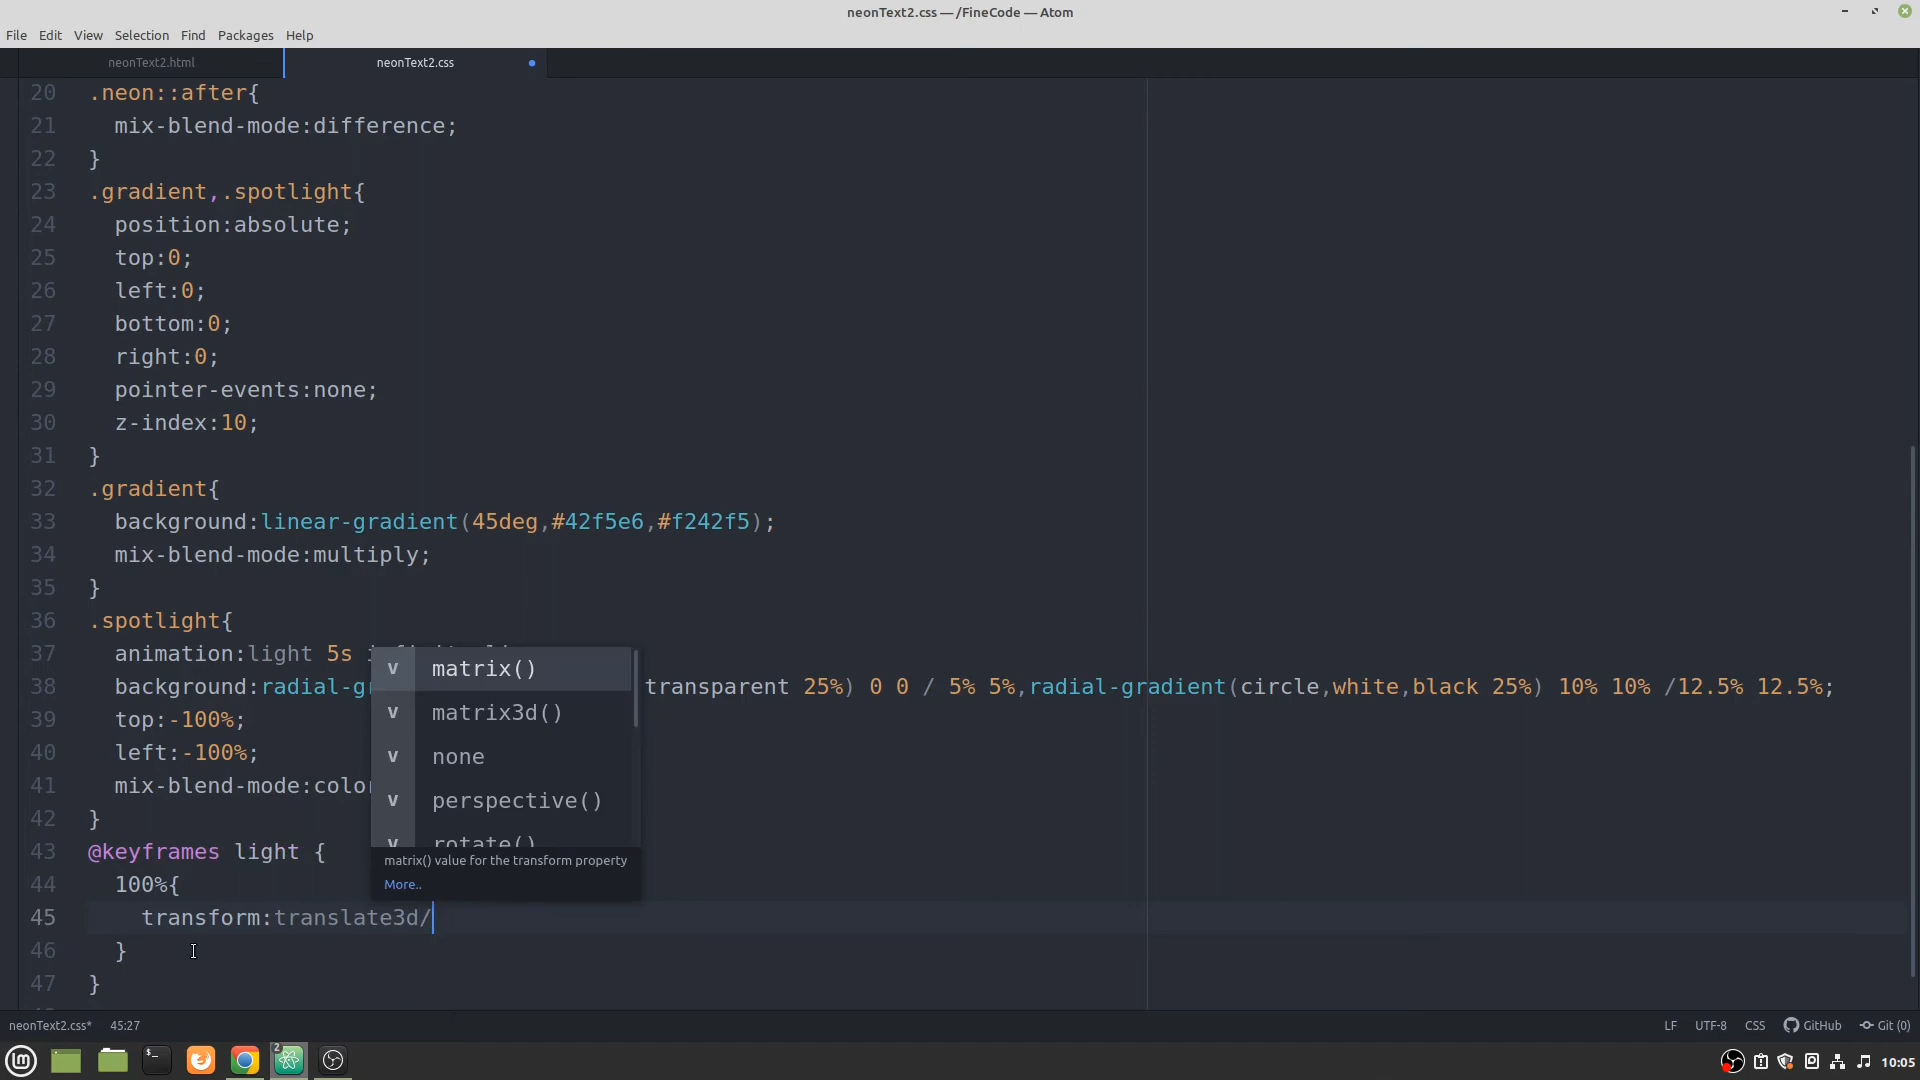 neonText2.css — /FineCode — Atom
File Edit View Selection Find Packages Help
neonText2.html neonText2.css
20 .neon::after{
21 mix-blend-mode:difference;
22 }
23 .gradient,.spotlight{
24 position:absolute;
25 top:0;
26 left:0;
27 bottom:0;
28 right:0;
29 pointer-events:none;
30 z-index:10;
31 }
32 .gradient{
33 background:linear-gradient(45deg,#42f5e6,#f242f5);
34 mix-blend-mode:multiply;
35 }
36 .spotlight{
37 animation:light 5s
38 background:radial-gr transparent 25%) 0 0 / 5% 5%,radial-gradient(circle,white,black 25%) 10% 10% /12.5% 12.5%;
39 top:-100%;
40 left:-100%;
41 mix-blend-mode:color
42 }
43 @keyframes light {
44 100%{
45 transform:translate3d/
46 }
47 }
v matrix()
v matrix3d()
v none
v perspective()
v rotate()
matrix() value for the transform property
More..
neonText2.css* 45:27 LF UTF-8 CSS GitHub Git (0)
2
10:05